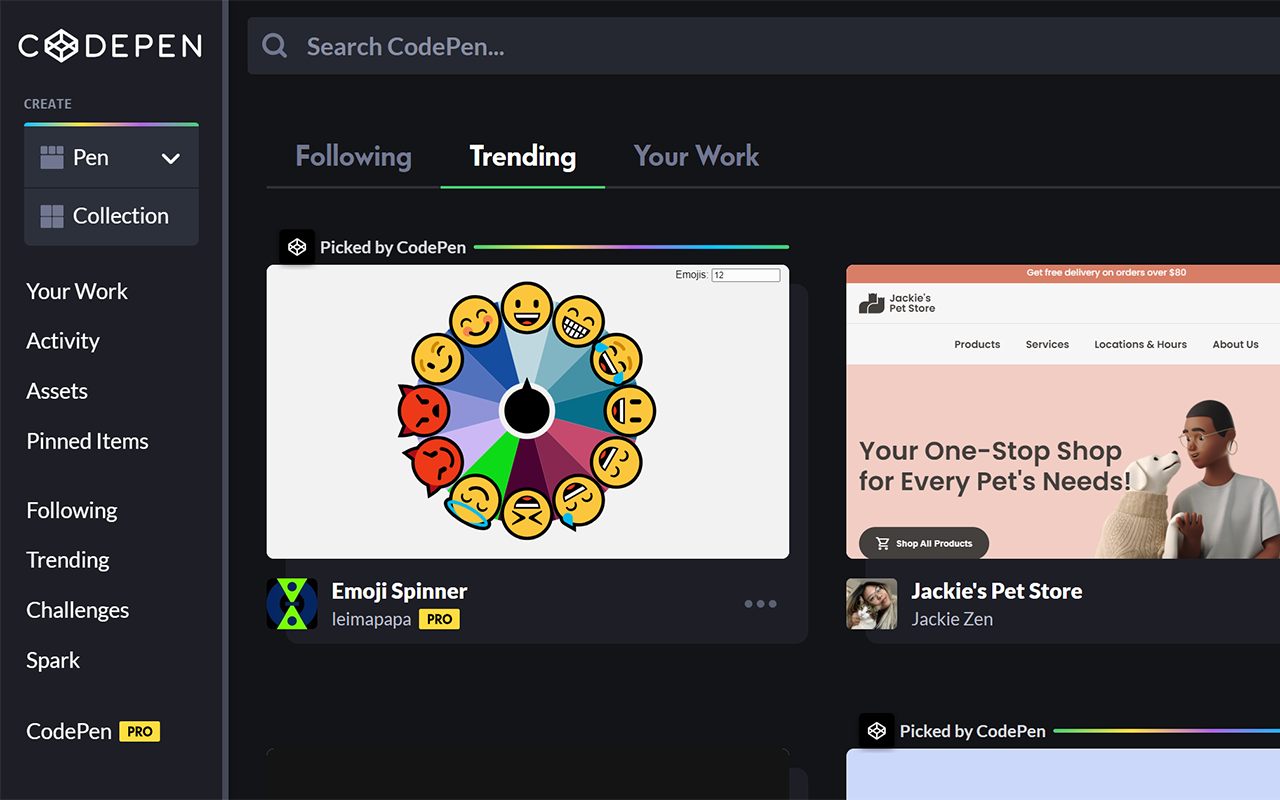 CODEPEN
CREATE
Pen
Collection
Your Work
Activity
Assets
Pinned Items
Following
Trending
Challenges
Spark
CodePen PRO
Search CodePen...
Following Trending Your Work
Picked by CodePen
Emojis: 12
Emoji Spinner
leimapapa PRO
Get free delivery on orders over $80
Jackie's
Pet Store
Products Services Locations & Hours About Us
Your One-Stop Shop
for Every Pet's Needs!
Shop All Products
Jackie's Pet Store
Jackie Zen
Picked by CodePen